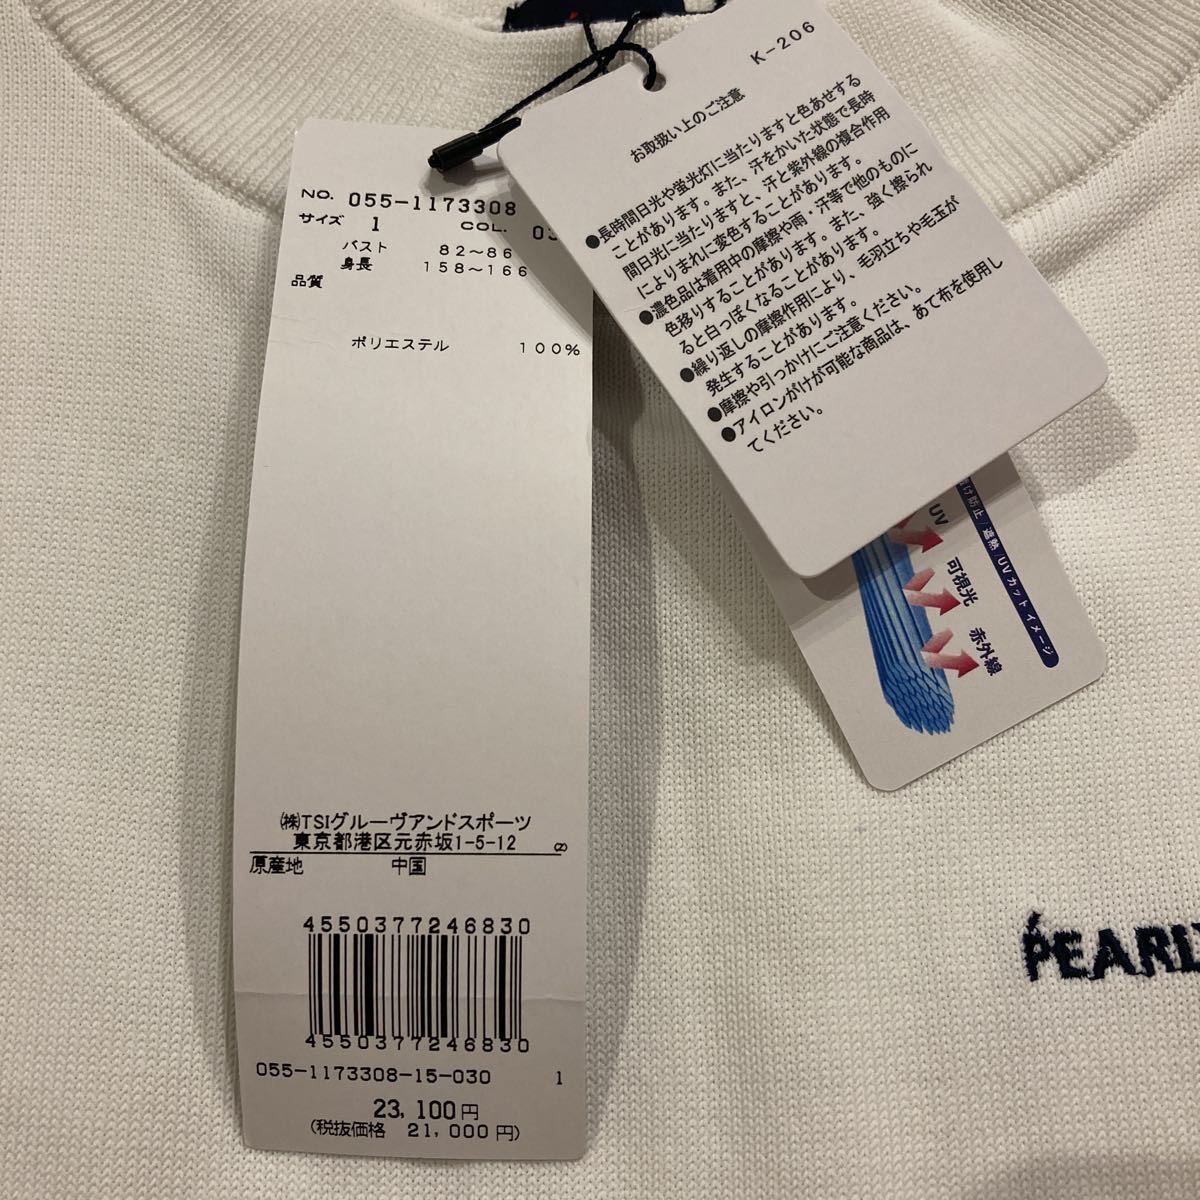 NO. 055-1173308
サイズ 1 COL. 03
バスト 82～86
身長 158～166
品質
ポリエステル 100%
㈱TSIグルーヴアンドスポーツ
東京都港区元赤坂1-5-12 (Z)
原産地 中国
4550377246830
4550377246830
055-1173308-15-030 1
23,100円
(税抜価格 21,000円)
K-206
お取扱い上のご注意
●長時間日光や蛍光灯に当たりますと色あせする
ことがあります。また、汗をかいた状態で長時
間日光に当たりますと、汗と紫外線の複合作用
によりまれに変色することがあります。
●濃色品は着用中の摩擦や雨・汗等で他のものに
色移りすることがあります。また、強く擦られ
ると白っぽくなることがあります。
●繰り返しの摩擦作用により、毛羽立ちや毛玉が
発生することがあります。
●摩擦や引っかけにご注意ください。
●アイロンがけが可能な商品は、あて布を使用し
てください。
け防止/遮熱/UVカットイメージ
UV
可視光
赤外線
PEARL